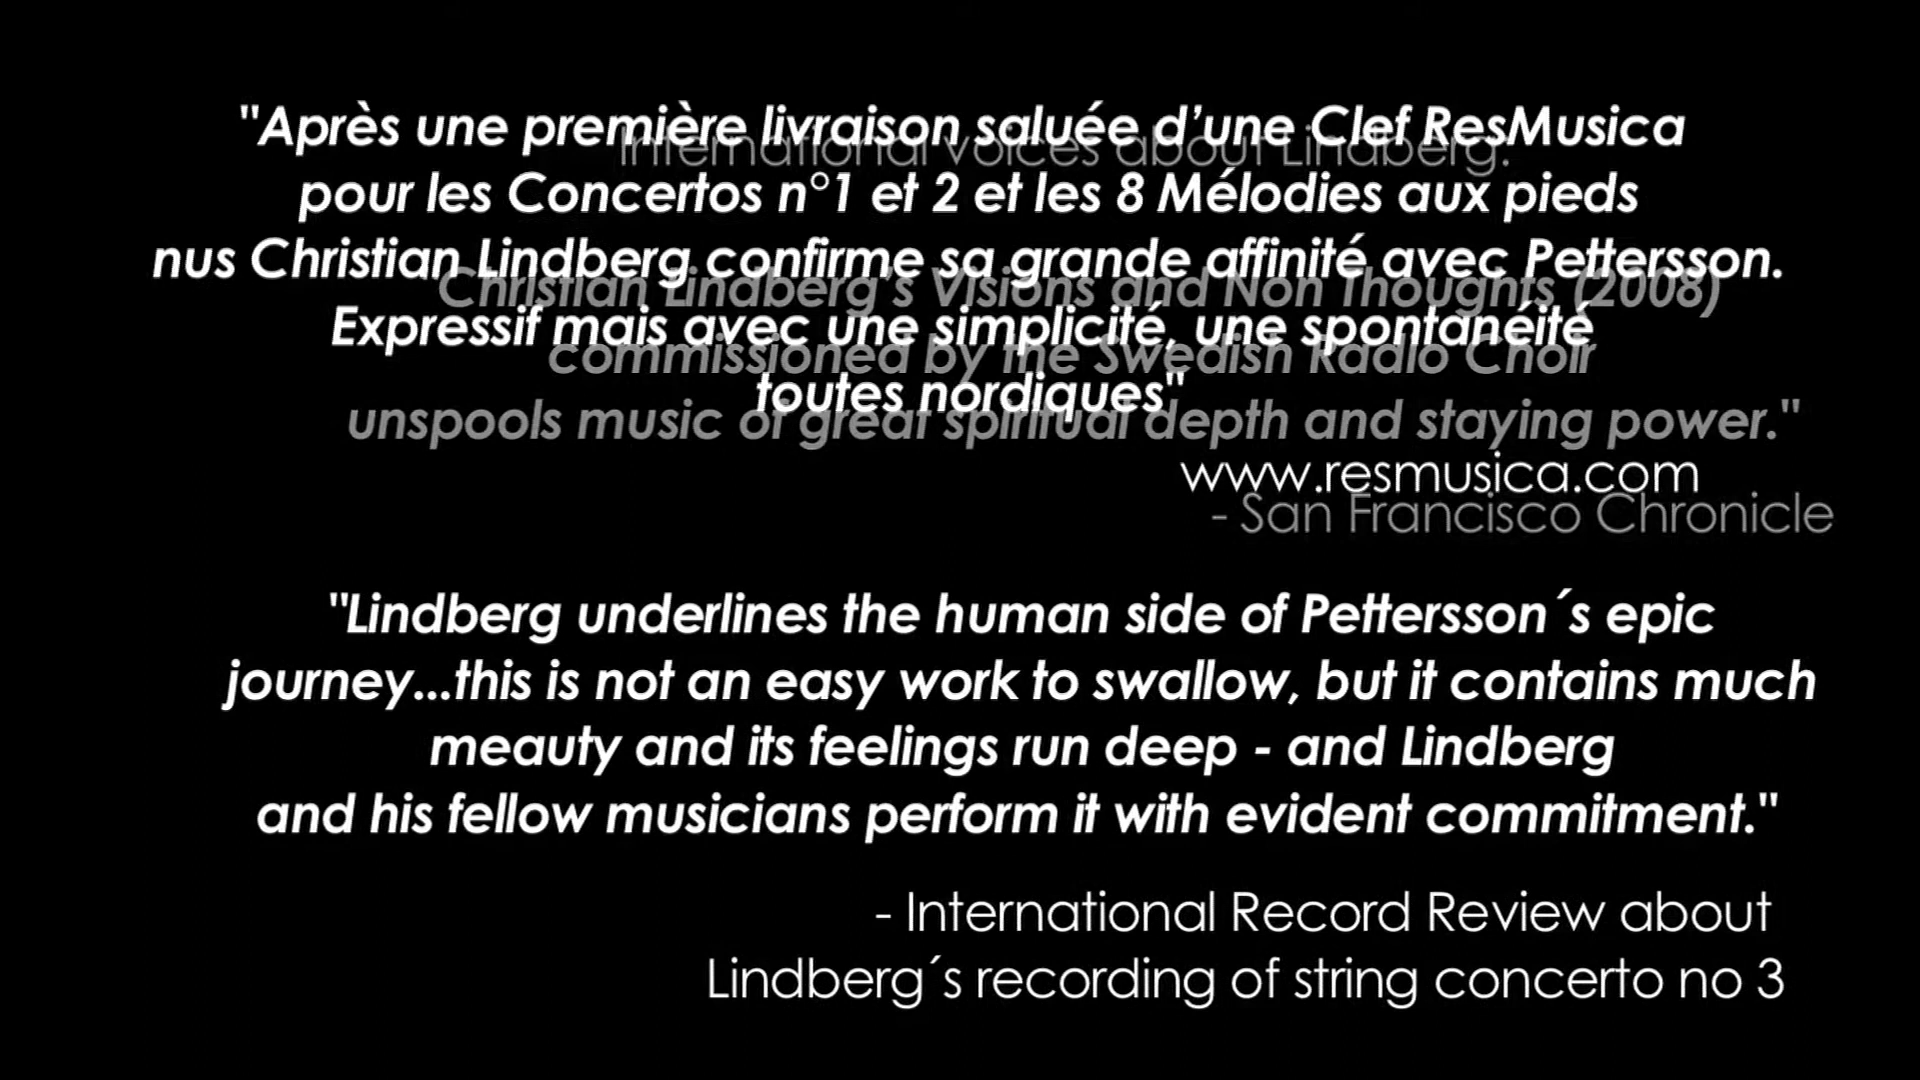 "Après une première livraison saluée d’une Clef ResMusica
pour les Concertos n°1 et 2 et les 8 Mélodies aux pieds
nus Christian Lindberg confirme sa grande affinité avec Pettersson.
Expressif mais avec une simplicité, une spontanéité
toutes nordiques"
www.resmusica.com
International voices about Lindberg:
Christian Lindberg's Visions and Non Thoughts (2008)
commissioned by the Swedish Radio Choir
unspools music of great spiritual depth and staying power."
- San Francisco Chronicle
"Lindberg underlines the human side of Pettersson´s epic
journey...this is not an easy work to swallow, but it contains much
meauty and its feelings run deep - and Lindberg
and his fellow musicians perform it with evident commitment."
- International Record Review about
Lindberg´s recording of string concerto no 3